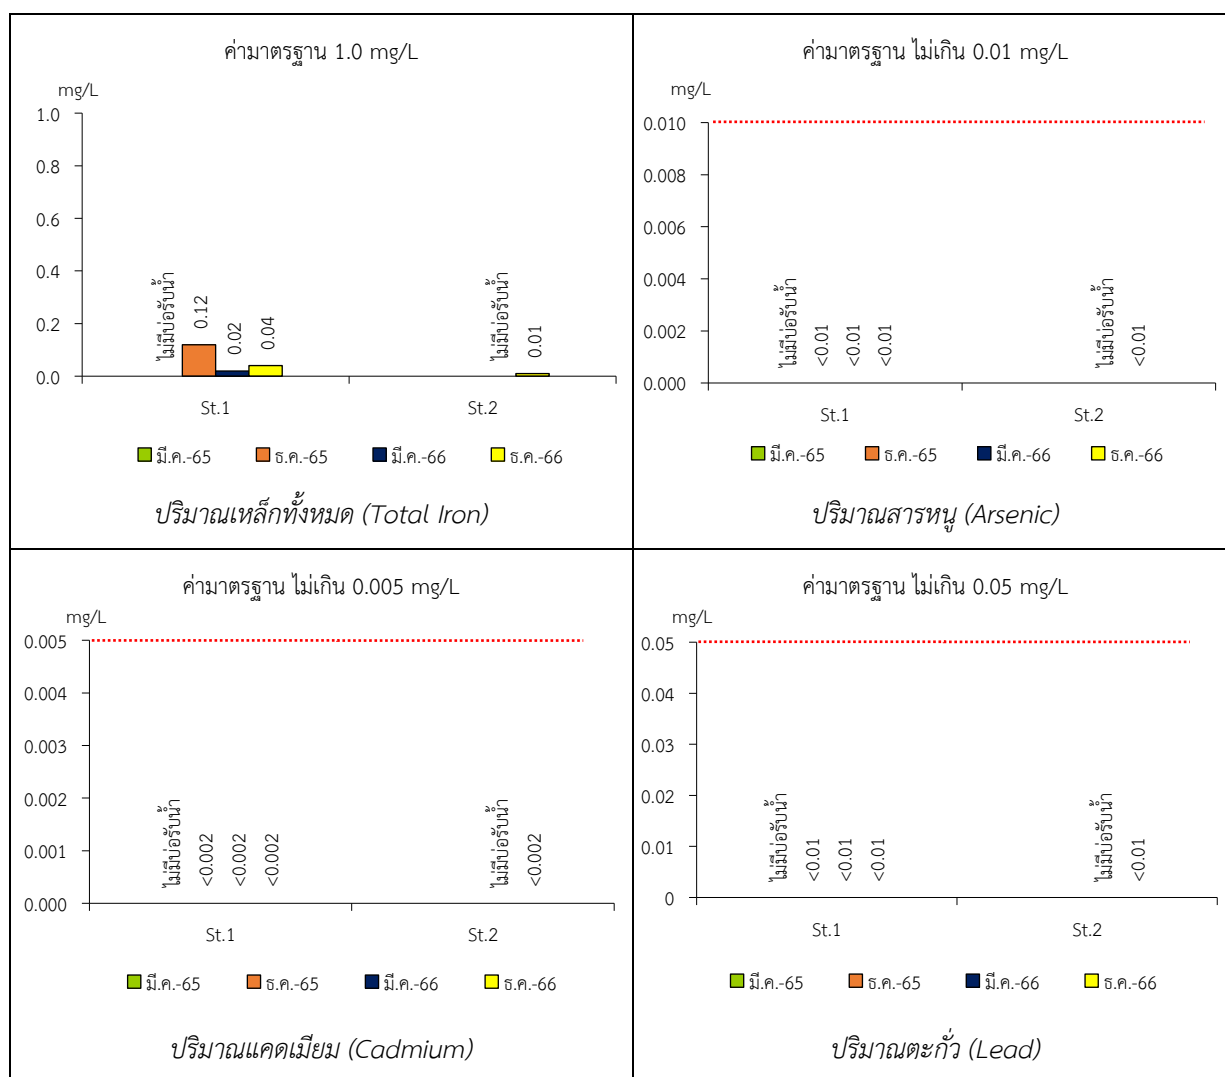 ค่ามาตรฐาน 1.0 mg/L
mg/L
1.0
0.8
0.6
0.4
0.2
0.0
ไม่มีบ่อรับน้ำ
0.12
0.02
0.04
ไม่มีบ่อรับน้ำ
0.01
St.1 St.2
มี.ค.-65 ธ.ค.-65 มี.ค.-66 ธ.ค.-66
ปริมาณเหล็กทั้งหมด (Total Iron)
ค่ามาตรฐาน ไม่เกิน 0.01 mg/L
mg/L
0.010
0.008
0.006
0.004
0.002
0.000
ไม่มีบ่อรับน้ำ
<0.01
<0.01
<0.01
ไม่มีบ่อรับน้ำ
<0.01
St.1 St.2
มี.ค.-65 ธ.ค.-65 มี.ค.-66 ธ.ค.-66
ปริมาณสารหนู (Arsenic)
ค่ามาตรฐาน ไม่เกิน 0.005 mg/L
mg/L
0.005
0.004
0.003
0.002
0.001
0.000
ไม่มีบ่อรับน้ำ
<0.002
<0.002
<0.002
ไม่มีบ่อรับน้ำ
<0.002
St.1 St.2
มี.ค.-65 ธ.ค.-65 มี.ค.-66 ธ.ค.-66
ปริมาณแคดเมียม (Cadmium)
ค่ามาตรฐาน ไม่เกิน 0.05 mg/L
mg/L
0.05
0.04
0.03
0.02
0.01
0
ไม่มีบ่อรับน้ำ
<0.01
<0.01
<0.01
ไม่มีบ่อรับน้ำ
<0.01
St.1 St.2
มี.ค.-65 ธ.ค.-65 มี.ค.-66 ธ.ค.-66
ปริมาณตะกั่ว (Lead)